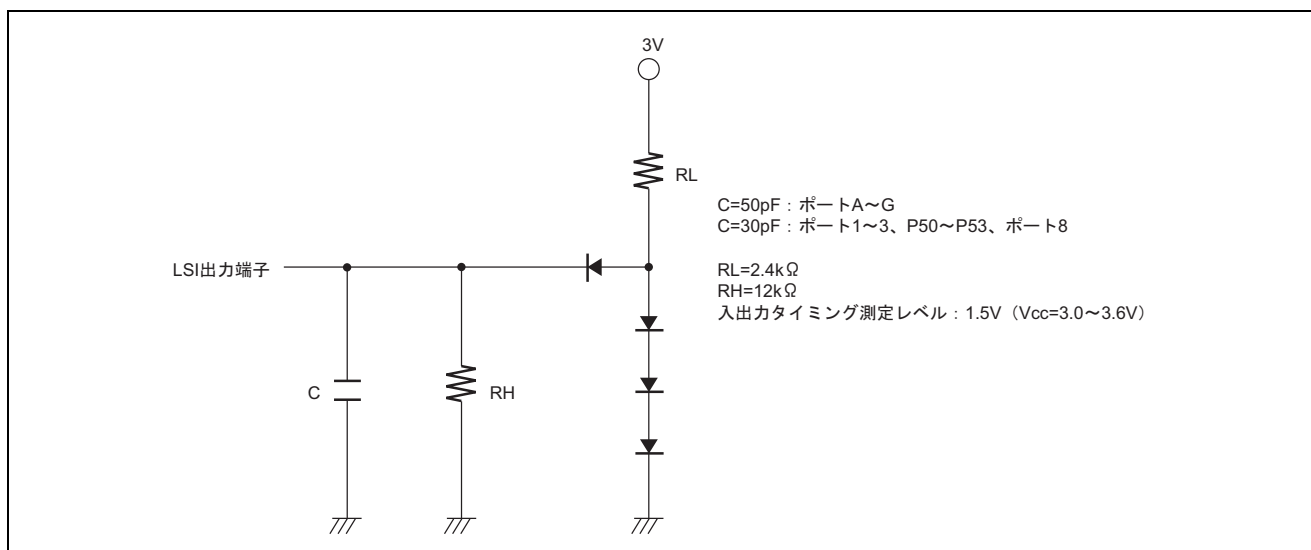 3V
RL
C=50pF：ポートA～G
C=30pF：ポート1～3、P50～P53、ポート8
LSI出力端子
RL=2.4kΩ
RH=12kΩ
入出力タイミング測定レベル：1.5V（Vcc=3.0～3.6V）
C
RH